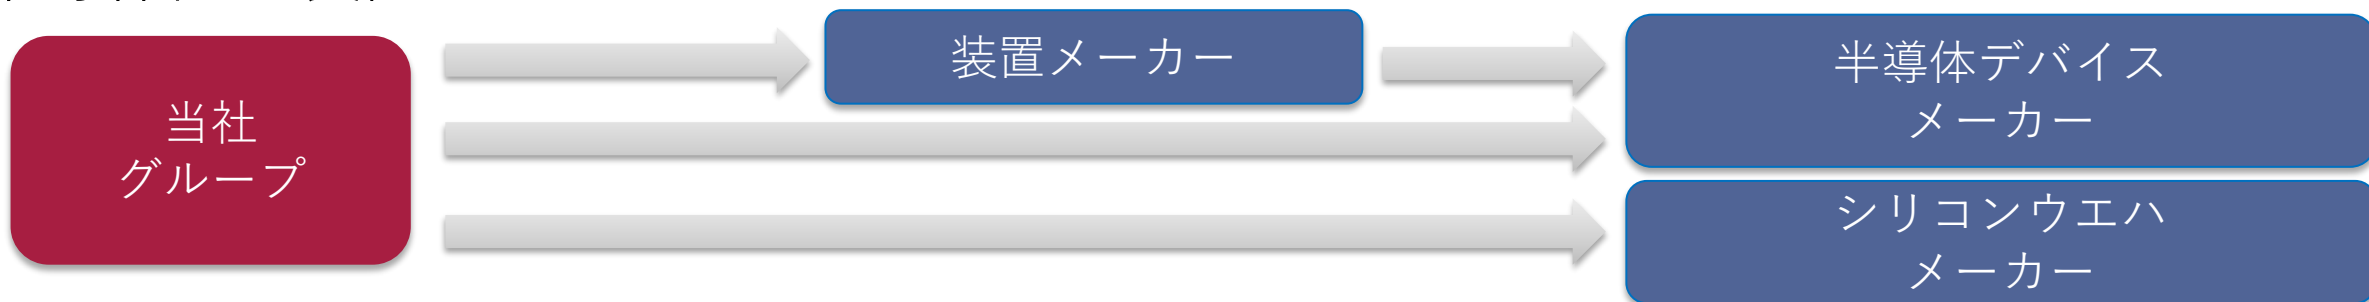 当社
グループ
装置メーカー
半導体デバイス
メーカー
シリコンウエハ
メーカー